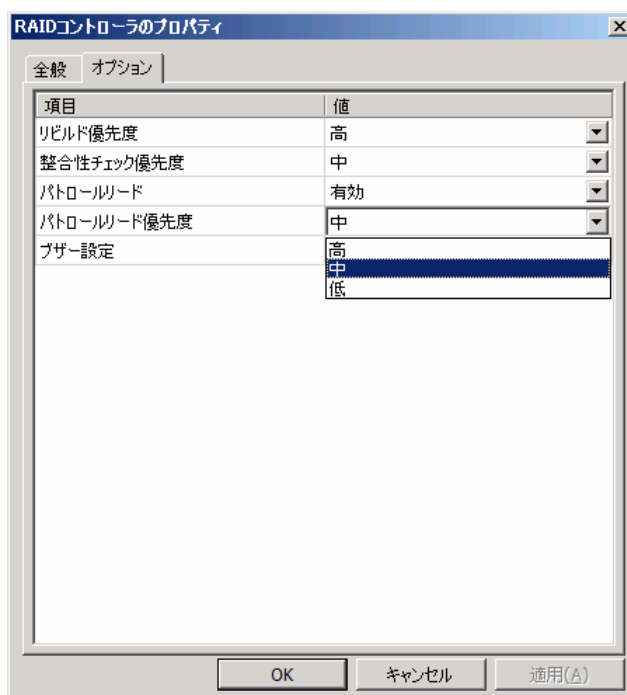 RAIDコントローラのプロパティ
全般 オプション
項目 値
リビルド優先度 高
整合性チェック優先度 中
パトロールリード 有効
パトロールリード優先度 中
ブザー設定
高
中
低
OK キャンセル 適用(A)